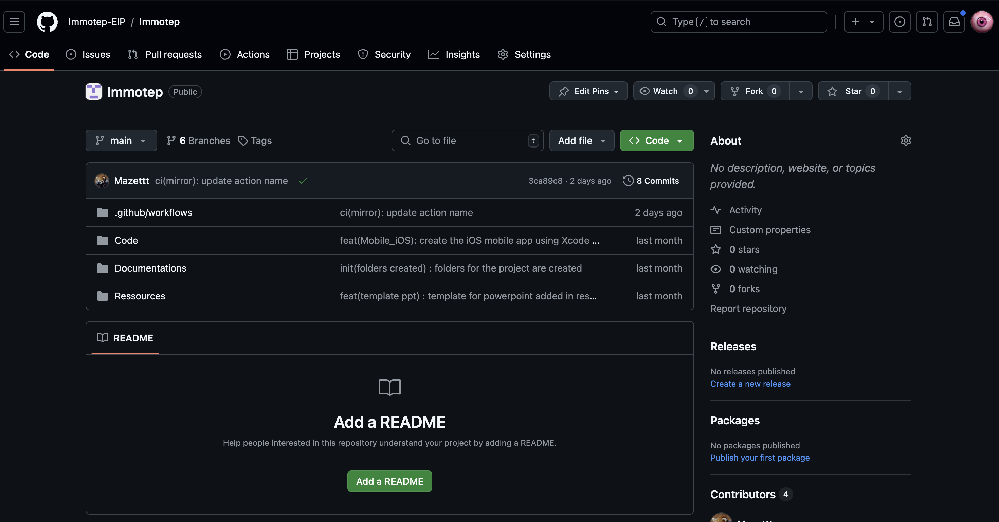 Immotep-EIP / Immotep
Type / to search
Code Issues Pull requests Actions Projects Security Insights Settings
Immotep Public
Edit Pins Watch 0 Fork 0 Star 0
main 6 Branches Tags
Go to file t Add file Code
Mazettt ci(mirror): update action name 3ca89c8 · 2 days ago 8 Commits
.github/workflows ci(mirror): update action name 2 days ago
Code feat(Mobile_iOS): create the iOS mobile app using Xcode ... last month
Documentations init(folders created) : folders for the project are created last month
Ressources feat(template ppt) : template for powerpoint added in res... last month
README
Add a README
Help people interested in this repository understand your project by adding a README.
Add a README
About
No description, website, or topics
provided.
Activity
Custom properties
0 stars
0 watching
0 forks
Report repository
Releases
No releases published
Create a new release
Packages
No packages published
Publish your first package
Contributors 4